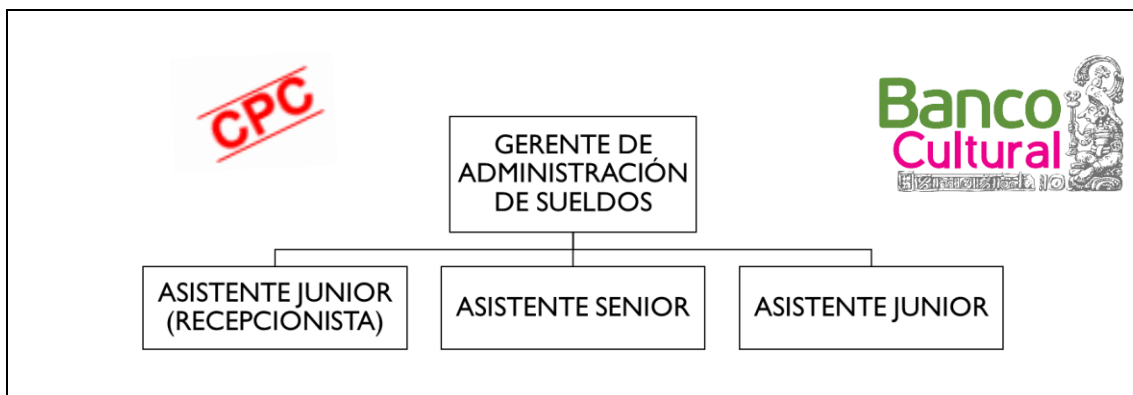 CPC
Banco
Cultural
GERENTE DE
ADMINISTRACIÓN
DE SUELDOS
ASISTENTE JUNIOR
(RECEPCIONISTA)
ASISTENTE SENIOR
ASISTENTE JUNIOR